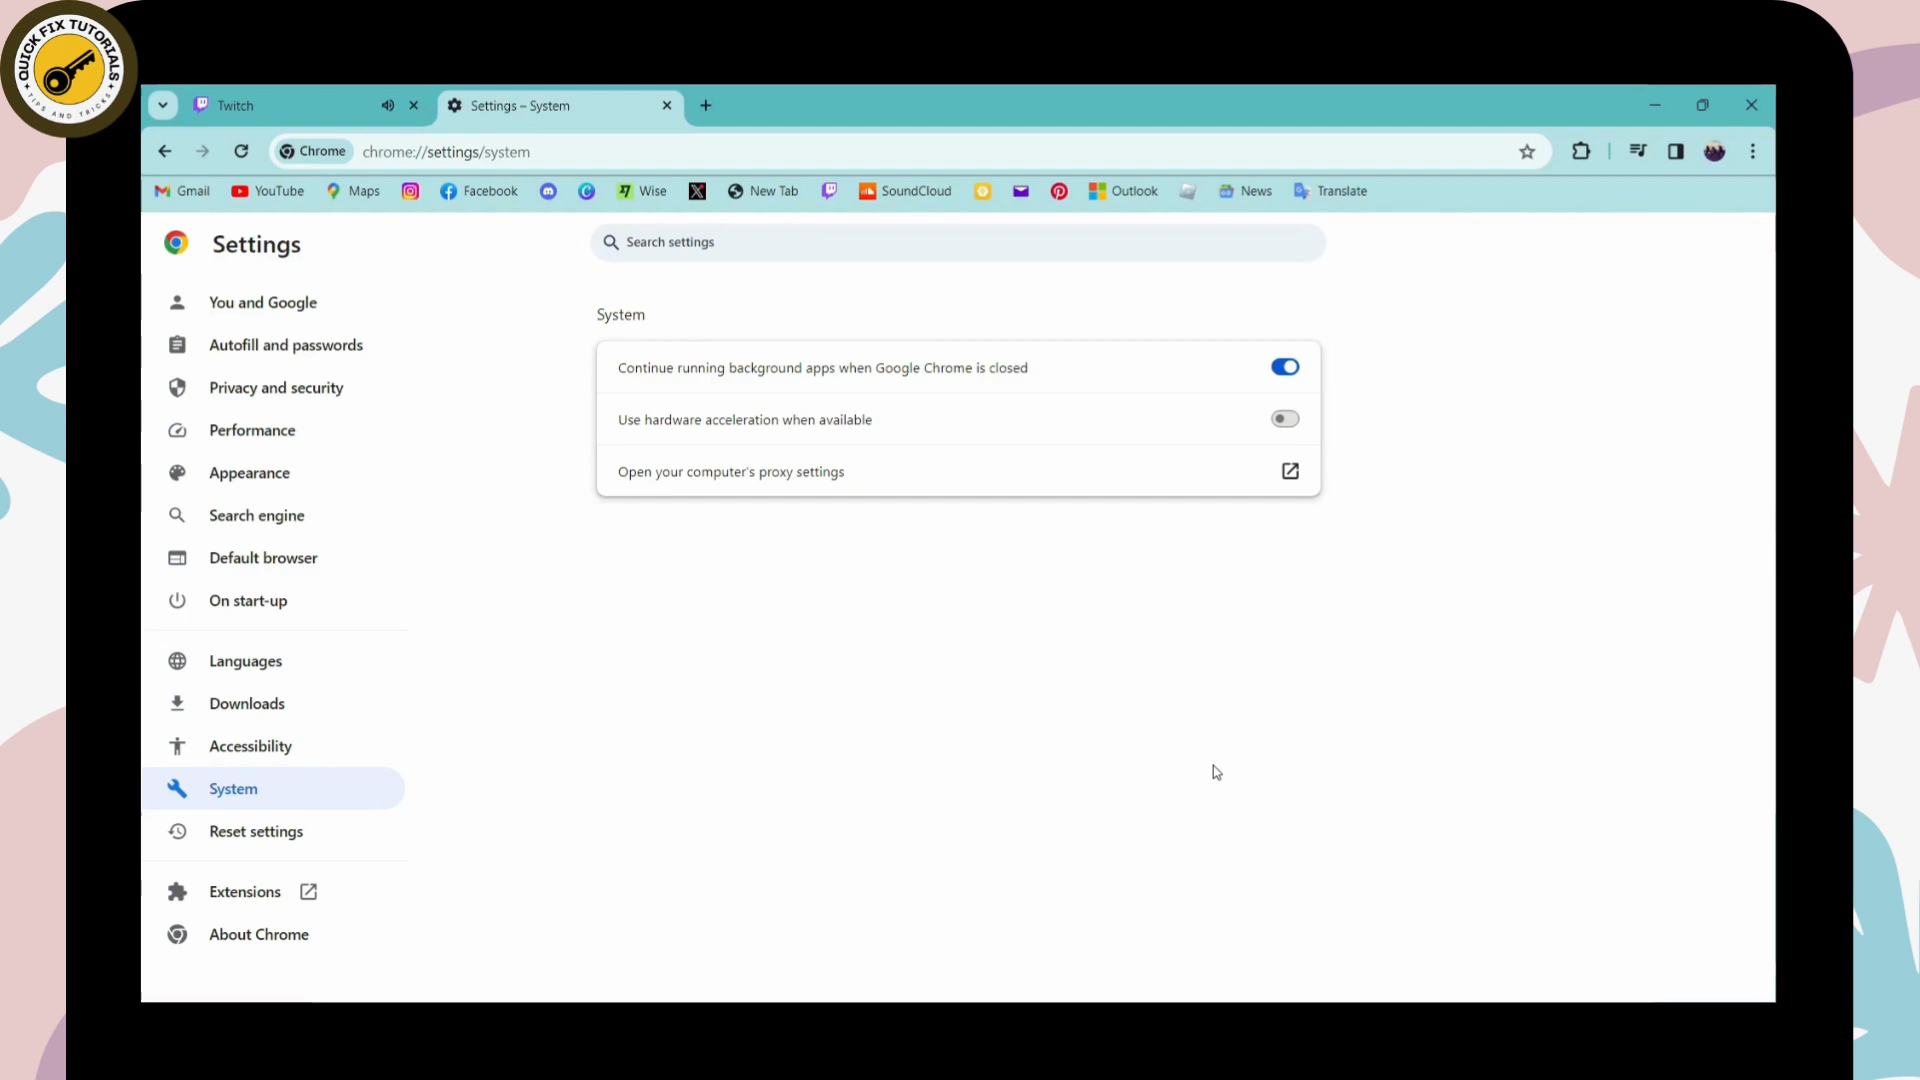 QUICK FIX TUTORIALS
TIPS AND TRICKS
Twitch
Settings – System
Chrome
chrome://settings/system
Gmail
YouTube
Maps
Facebook
Wise
New Tab
SoundCloud
Outlook
News
Translate
Settings
Search settings
You and Google
Autofill and passwords
Privacy and security
Performance
Appearance
Search engine
Default browser
On start-up
Languages
Downloads
Accessibility
System
Reset settings
Extensions
About Chrome
System
Continue running background apps when Google Chrome is closed
Use hardware acceleration when available
Open your computer's proxy settings